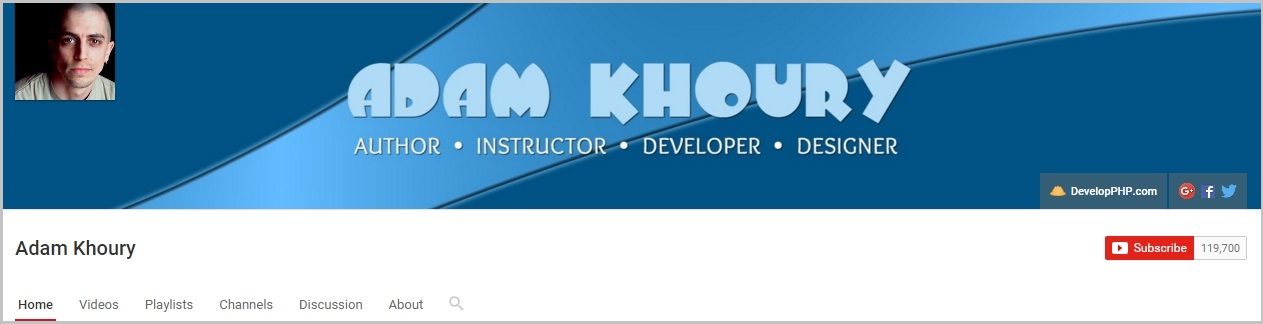 ADAM KHOURY
AUTHOR • INSTRUCTOR • DEVELOPER • DESIGNER
DevelopPHP.com G+ f
Adam Khoury
Subscribe 119,700
Home Videos Playlists Channels Discussion About